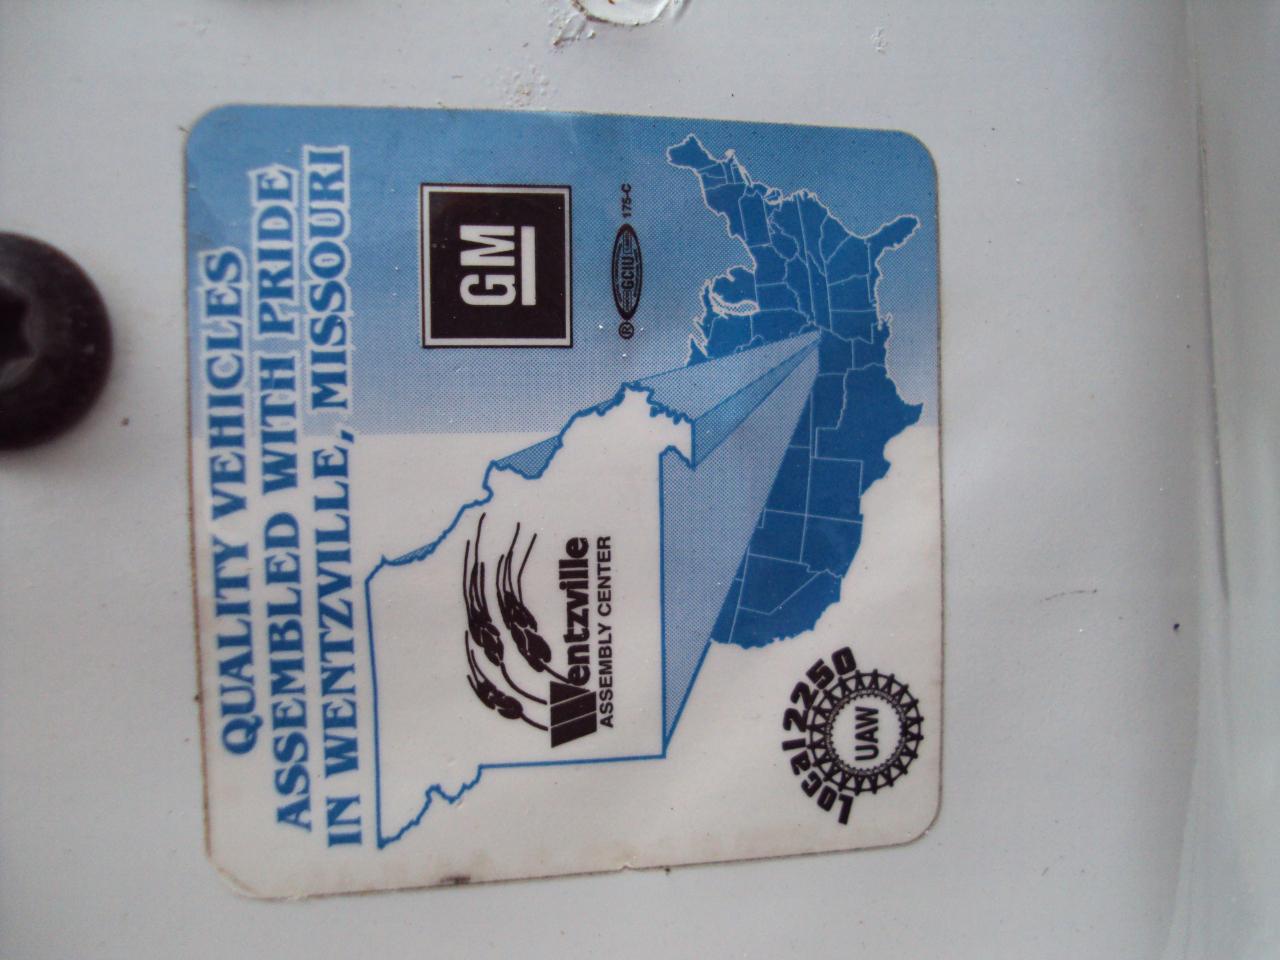 QUALITY VEHICLES
ASSEMBLED WITH PRIDE
IN WENTZVILLE, MISSOURI
GM
® GCIU 175-C
Wentzville
ASSEMBLY CENTER
Local 2250
UAW